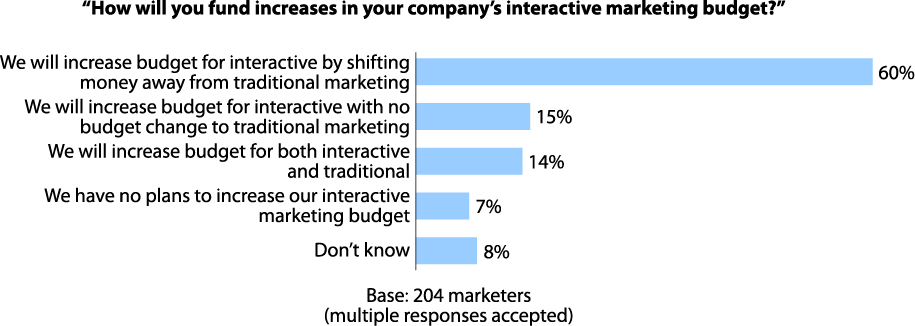 “How will you fund increases in your company’s interactive marketing budget?”
We will increase budget for interactive by shifting
money away from traditional marketing
60%
We will increase budget for interactive with no
budget change to traditional marketing
15%
We will increase budget for both interactive
and traditional
14%
We have no plans to increase our interactive
marketing budget
7%
Don’t know
8%
Base: 204 marketers
(multiple responses accepted)